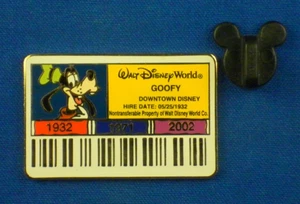 Walt Disney World®
GOOFY
DOWNTOWN DISNEY
HIRE DATE: 05/25/1932
Nontransferable Property of Walt Disney World Co.
1932 2002